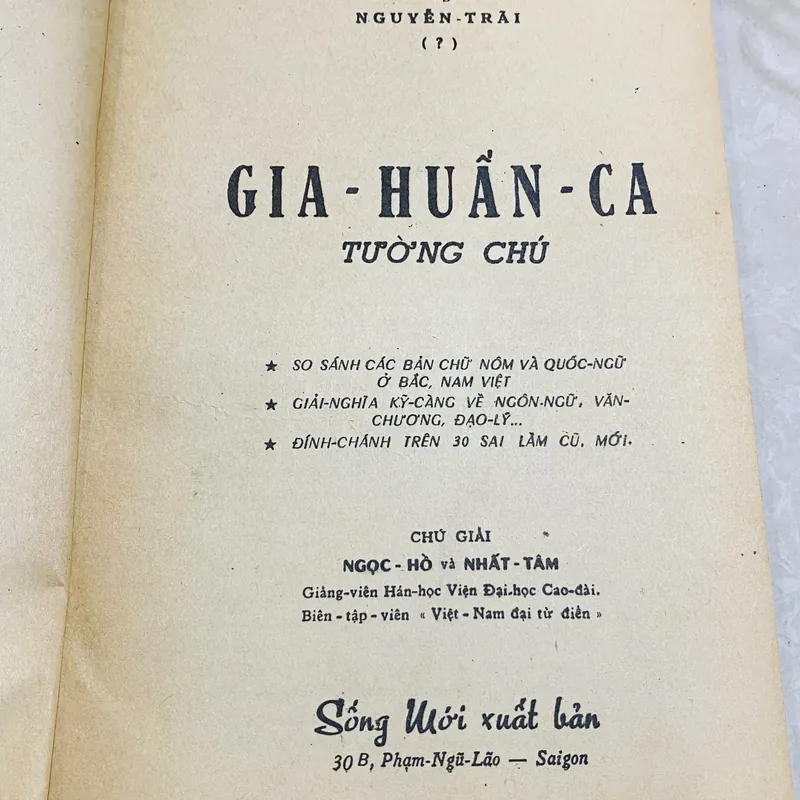 NGUYỄN-TRÃI
( ? )
GIA - HUẤN - CA
TƯỜNG CHÚ
★ SO SÁNH CÁC BẢN CHỮ NÔM VÀ QUỐC-NGỮ
Ở BẮC, NAM VIỆT
★ GIẢI-NGHĨA KỸ-CÀNG VỀ NGÔN-NGỮ, VĂN-
CHƯƠNG, ĐẠO-LÝ...
★ ĐÍNH-CHÁNH TRÊN 30 SAI LẦM CŨ, MỚI.
CHÚ GIẢI
NGỌC - HỒ và NHẤT - TÂM
Giảng-viên Hán-học Viện Đại-học Cao-đài.
Biên - tập - viên « Việt - Nam đại từ điển »
Sống Mới xuất bản
30 B, Phạm-Ngũ-Lão — Saigon